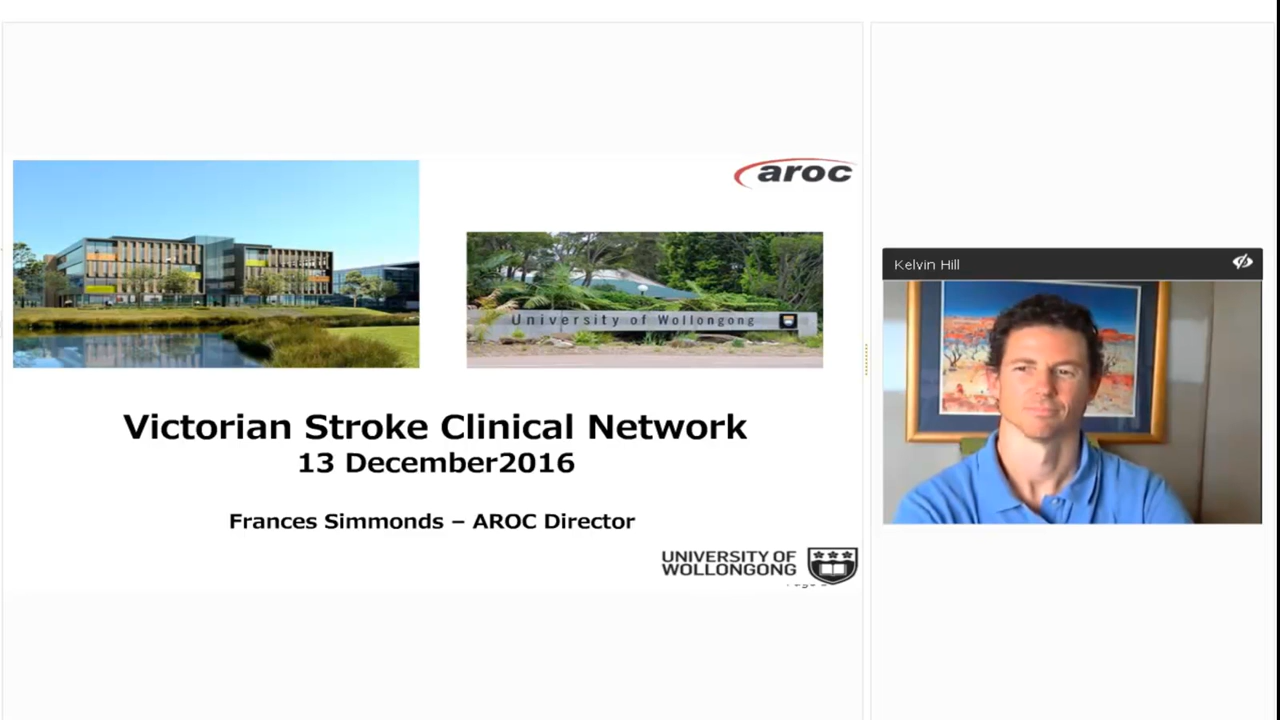 aroc
University of Wollongong
Victorian Stroke Clinical Network
13 December2016
Frances Simmonds – AROC Director
UNIVERSITY OF
WOLLONGONG
Kelvin Hill